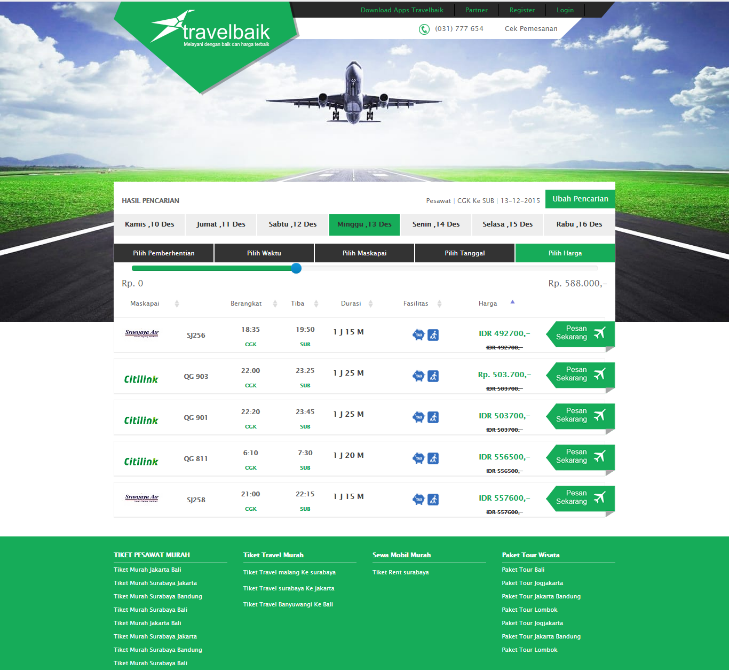 Download Apps Travelbaik Partner Register Login
travelbaik
Melayani dengan baik dan harga terbaik
(031) 777 654 Cek Pemesanan
HASIL PENCARIAN Pesawat | CGK Ke SUB | 13-12-2015 Ubah Pencarian
Kamis ,10 Des Jumat ,11 Des Sabtu ,12 Des Minggu ,13 Des Senin ,14 Des Selasa ,15 Des Rabu ,16 Des
Pilih Pemberhentian Pilih Waktu Pilih Maskapai Pilih Tanggal Pilih Harga
Rp. 0 Rp. 588.000,-
Maskapai Berangkat Tiba Durasi Fasilitas Harga
Sriwijaya Air SJ256 18:35 19:50 1 J 15 M IDR 492700,- Pesan Sekarang
CGK SUB IDR 492700,-
Citilink QG 903 22.00 23.25 1 J 25 M Rp. 503.700,- Pesan Sekarang
CGK SUB IDR 503700,-
Citilink QG 901 22:20 23:45 1 J 25 M IDR 503700,- Pesan Sekarang
CGK SUB IDR 503700,-
Citilink QG 811 6:10 7:30 1 J 20 M IDR 556500,- Pesan Sekarang
CGK SUB IDR 556500,-
Sriwijaya Air SJ258 21:00 22:15 1 J 15 M IDR 557600,- Pesan Sekarang
CGK SUB IDR 557600,-
TIKET PESAWAT MURAH
Tiket Murah Jakarta Bali
Tiket Murah Surabaya Jakarta
Tiket Murah Surabaya Bandung
Tiket Murah Surabaya Bali
Tiket Murah Jakarta Bali
Tiket Murah Surabaya Jakarta
Tiket Murah Surabaya Bandung
Tiket Murah Surabaya Bali
Tiket Travel Murah
Tiket Travel malang Ke surabaya
Tiket Travel surabaya Ke jakarta
Tiket Travel Banyuwangi Ke Bali
Sewa Mobil Murah
Tiket Rent surabaya
Paket Tour Wisata
Paket Tour Bali
Paket Tour Jogjakarta
Paket Tour Jakarta Bandung
Paket Tour Lombok
Paket Tour Jogjakarta
Paket Tour Jakarta Bandung
Paket Tour Lombok